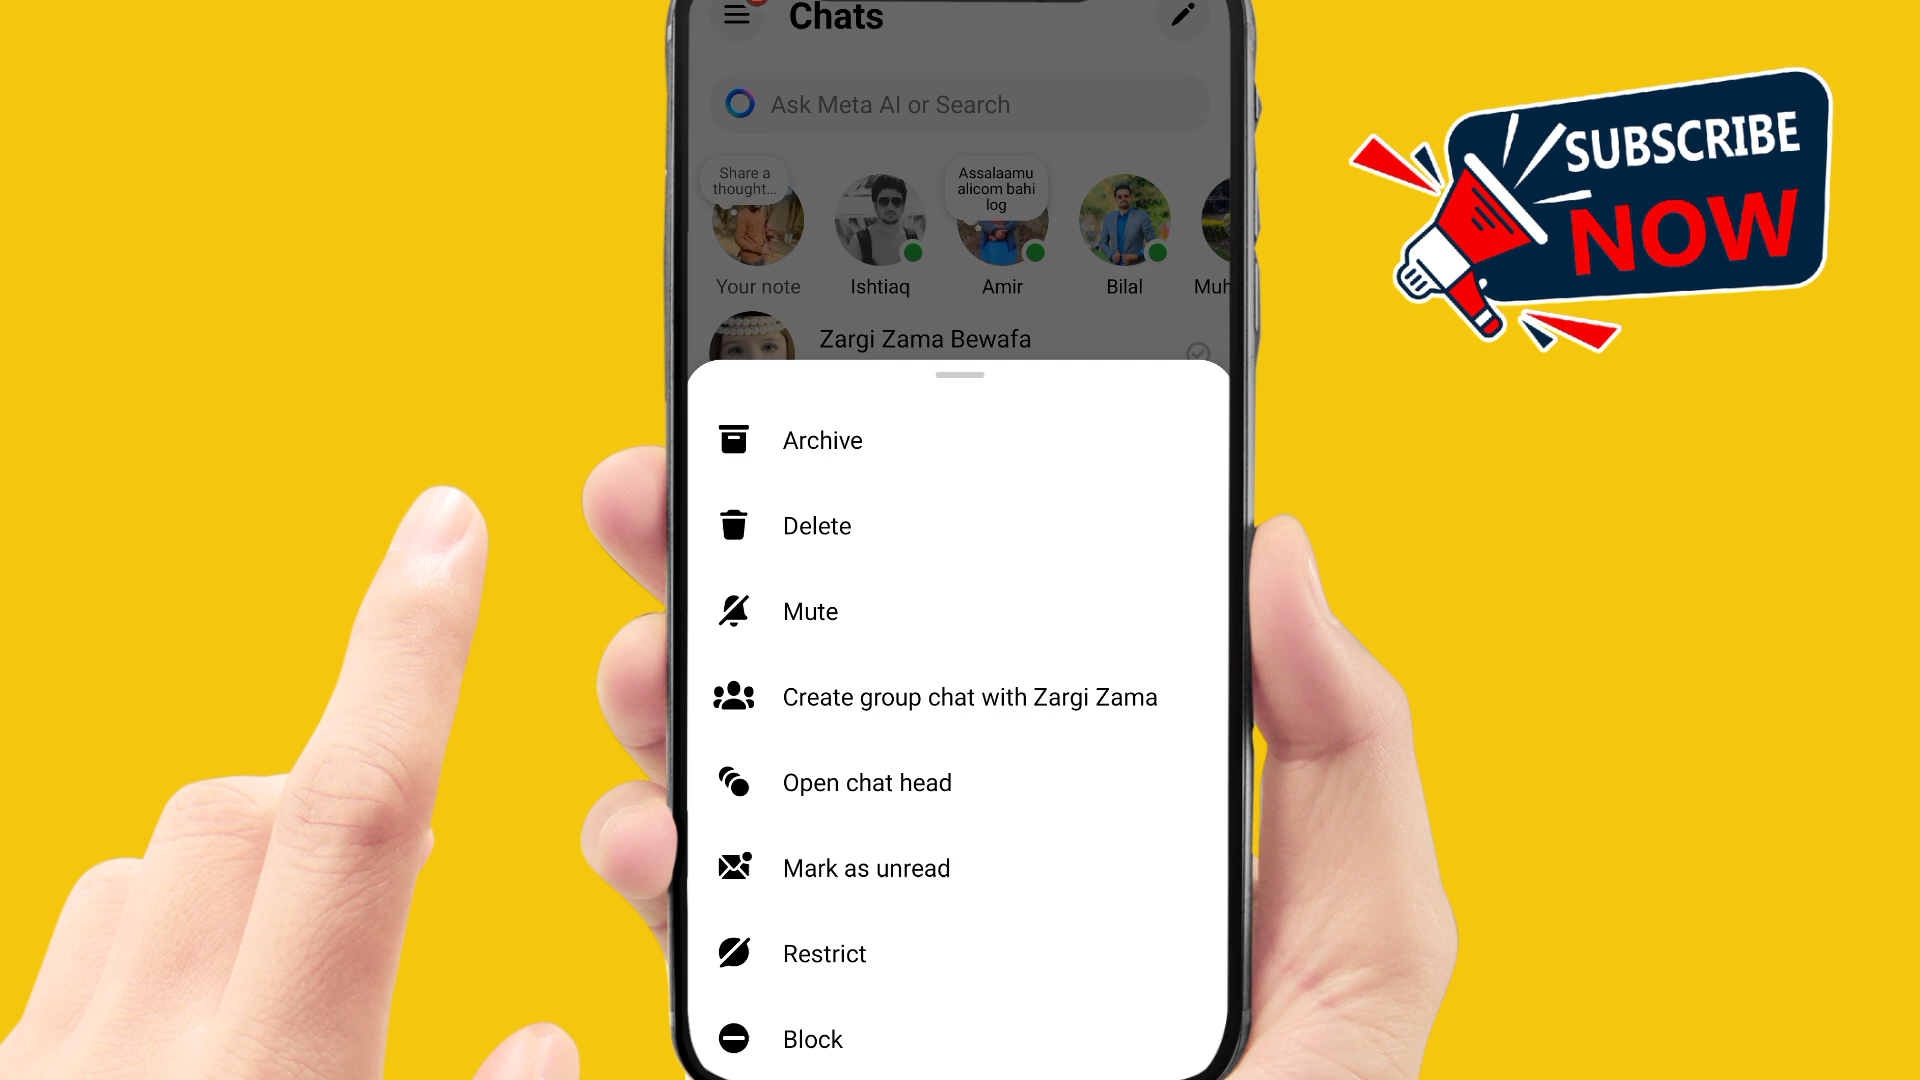 Chats
Ask Meta AI or Search
Share a
thought...
Assalaamu
alicom bahi
log
Your note
Ishtiaq
Amir
Bilal
Muh
Zargi Zama Bewafa
Archive
Delete
Mute
Create group chat with Zargi Zama
Open chat head
Mark as unread
Restrict
Block
SUBSCRIBE
NOW